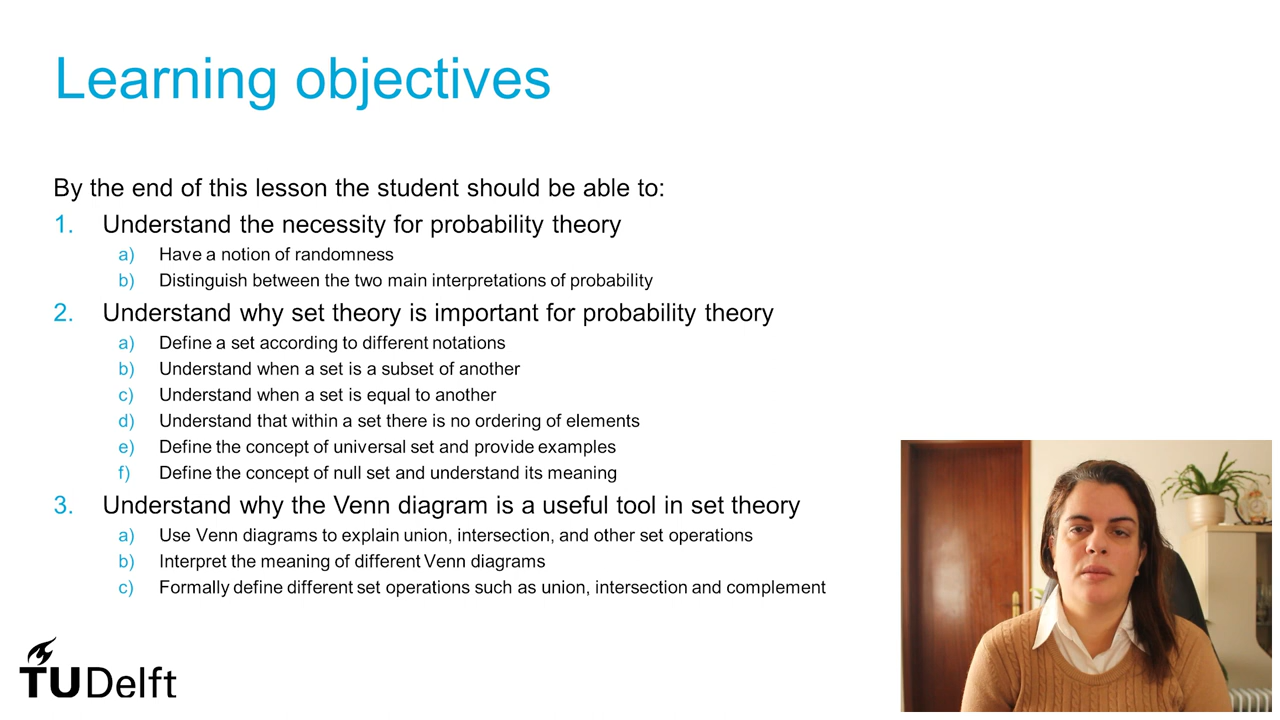 Learning objectives
By the end of this lesson the student should be able to:
1. Understand the necessity for probability theory
a) Have a notion of randomness
b) Distinguish between the two main interpretations of probability
2. Understand why set theory is important for probability theory
a) Define a set according to different notations
b) Understand when a set is a subset of another
c) Understand when a set is equal to another
d) Understand that within a set there is no ordering of elements
e) Define the concept of universal set and provide examples
f) Define the concept of null set and understand its meaning
3. Understand why the Venn diagram is a useful tool in set theory
a) Use Venn diagrams to explain union, intersection, and other set operations
b) Interpret the meaning of different Venn diagrams
c) Formally define different set operations such as union, intersection and complement
TUDelft